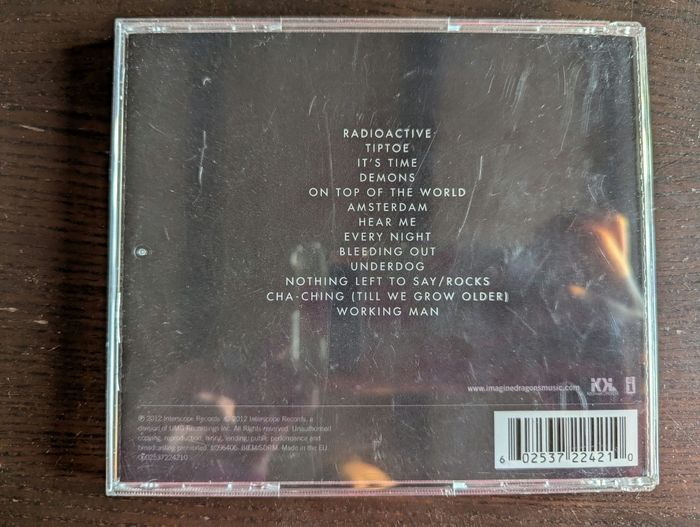 RADIOACTIVE
TIPTOE
IT'S TIME
DEMONS
ON TOP OF THE WORLD
AMSTERDAM
HEAR ME
EVERY NIGHT
BLEEDING OUT
UNDERDOG
NOTHING LEFT TO SAY/ROCKS
CHA-CHING (TILL WE GROW OLDER)
WORKING MAN
www.imaginedragonsmusic.com
℗ 2012 Interscope Records © 2012 Interscope Records, a
division of UMG Recordings Inc. All Rights reserved. Unauthorised
copying, reproduction, hiring, lending, public performance and
broadcasting prohibited. BIEM/SDRM. Made in the EU.
02537224210
6 02537 22421 0